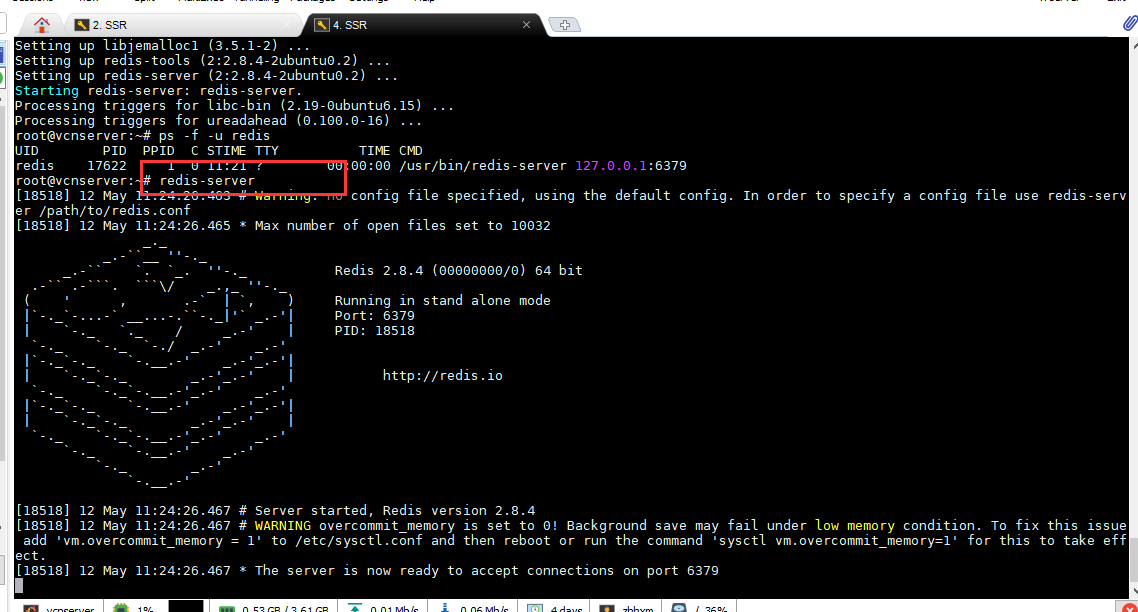 2. SSR
4. SSR
Setting up libjemalloc1 (3.5.1-2) ...
Setting up redis-tools (2:2.8.4-2ubuntu0.2) ...
Setting up redis-server (2:2.8.4-2ubuntu0.2) ...
Starting redis-server: redis-server.
Processing triggers for libc-bin (2.19-0ubuntu6.15) ...
Processing triggers for ureadahead (0.100.0-16) ...
root@vcnserver:~# ps -f -u redis
UID PID PPID C STIME TTY TIME CMD
redis 17622 1 0 11:21 ? 00:00:00 /usr/bin/redis-server 127.0.0.1:6379
root@vcnserver:~# redis-server
[18518] 12 May 11:24:26.463 # Warning: no config file specified, using the default config. In order to specify a config file use redis-serv
er /path/to/redis.conf
[18518] 12 May 11:24:26.465 * Max number of open files set to 10032
Redis 2.8.4 (00000000/0) 64 bit
Running in stand alone mode
Port: 6379
PID: 18518
http://redis.io
[18518] 12 May 11:24:26.467 # Server started, Redis version 2.8.4
[18518] 12 May 11:24:26.467 # WARNING overcommit_memory is set to 0! Background save may fail under low memory condition. To fix this issue
add 'vm.overcommit_memory = 1' to /etc/sysctl.conf and then reboot or run the command 'sysctl vm.overcommit_memory=1' for this to take eff
ect.
[18518] 12 May 11:24:26.467 * The server is now ready to accept connections on port 6379
vcnserver 1% 0.53 GB / 3.61 GB 0.01 Mb/s 0.06 Mb/s 4 days zhhxm / 36%